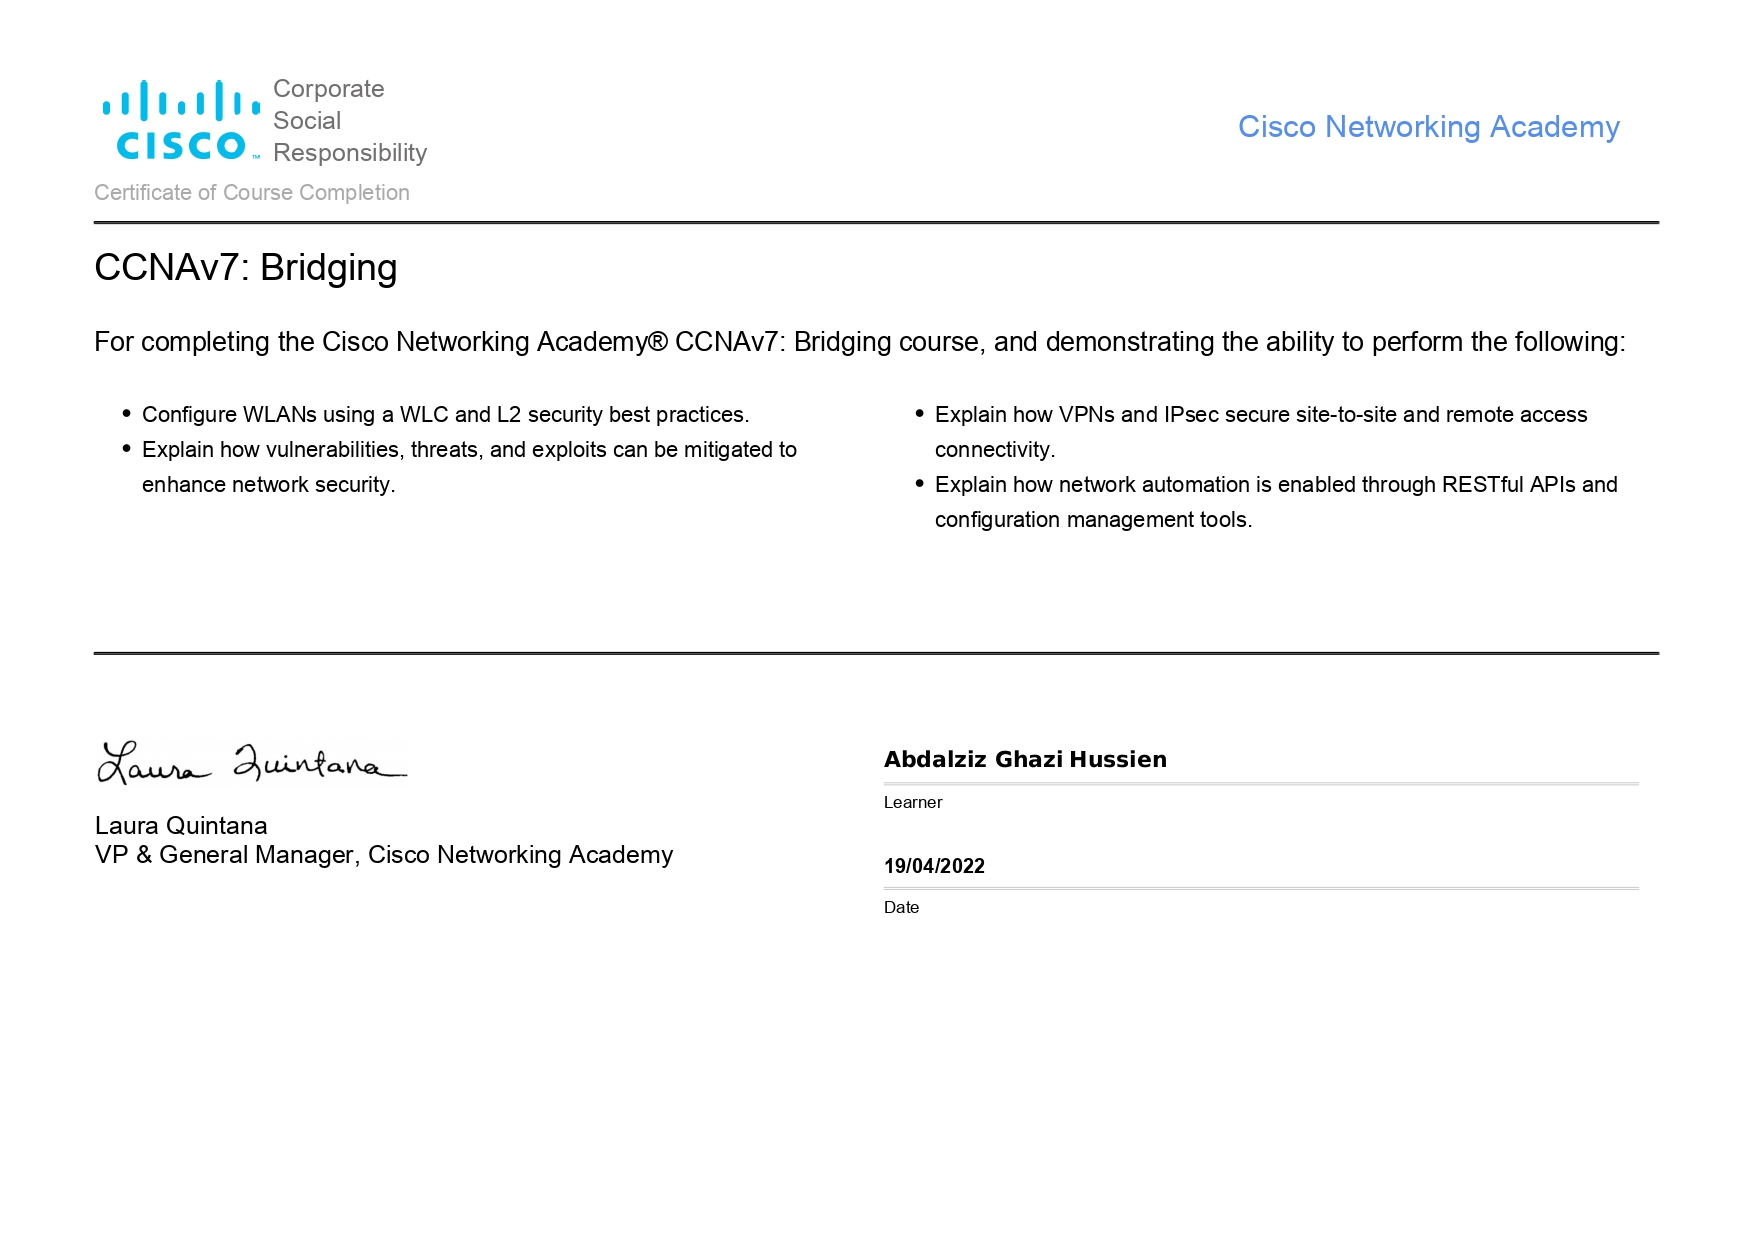 Corporate
Social
Responsibility
CISCO™
Cisco Networking Academy
Certificate of Course Completion
CCNAv7: Bridging
For completing the Cisco Networking Academy® CCNAv7: Bridging course, and demonstrating the ability to perform the following:
• Configure WLANs using a WLC and L2 security best practices.
• Explain how vulnerabilities, threats, and exploits can be mitigated to
enhance network security.
• Explain how VPNs and IPsec secure site-to-site and remote access
connectivity.
• Explain how network automation is enabled through RESTful APIs and
configuration management tools.
Laura Quintana
Laura Quintana
VP & General Manager, Cisco Networking Academy
Abdalziz Ghazi Hussien
Learner
19/04/2022
Date